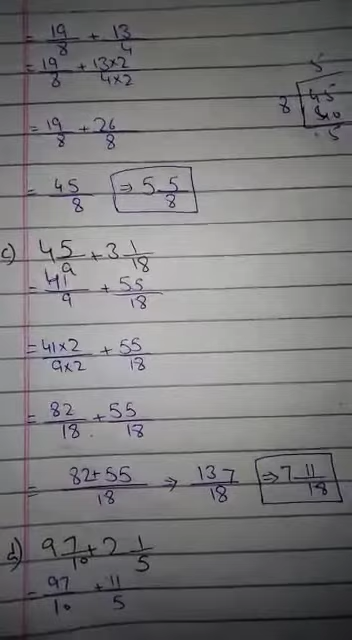 = 19/8 + 13/4
= 19/8 + 13×2/4×2
= 19/8 + 26/8
= 45/8 ⇒ 5 5/8
5
8 45
40
. 5
c) 4 5/9 + 3 1/18
= 41/9 + 55/18
= 41×2/9×2 + 55/18
= 82/18 + 55/18
= 82+55/18 → 137/18 ⇒ 7 11/18
d) 9 7/10 + 2 1/5
= 97/10 + 11/5